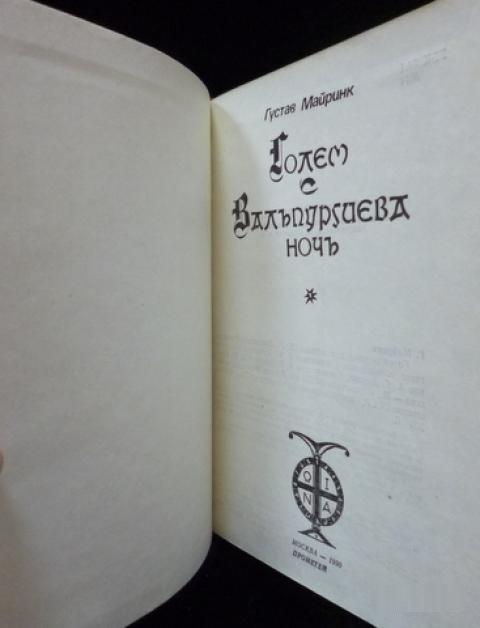 Густав Майринк
Голем
Вальпургиева
ночь
O I
N A
МОСКВА — 1990
ПРОМЕТЕЙ